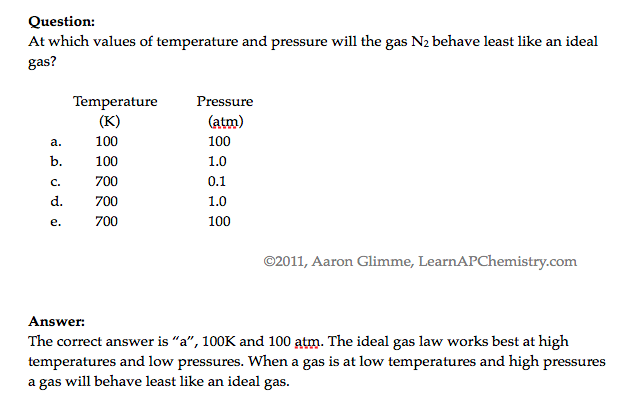 Question:
At which values of temperature and pressure will the gas N2 behave least like an ideal
gas?
Temperature Pressure
(K) (atm)
a. 100 100
b. 100 1.0
c. 700 0.1
d. 700 1.0
e. 700 100
©2011, Aaron Glimme, LearnAPChemistry.com
Answer:
The correct answer is “a”, 100K and 100 atm. The ideal gas law works best at high
temperatures and low pressures. When a gas is at low temperatures and high pressures
a gas will behave least like an ideal gas.